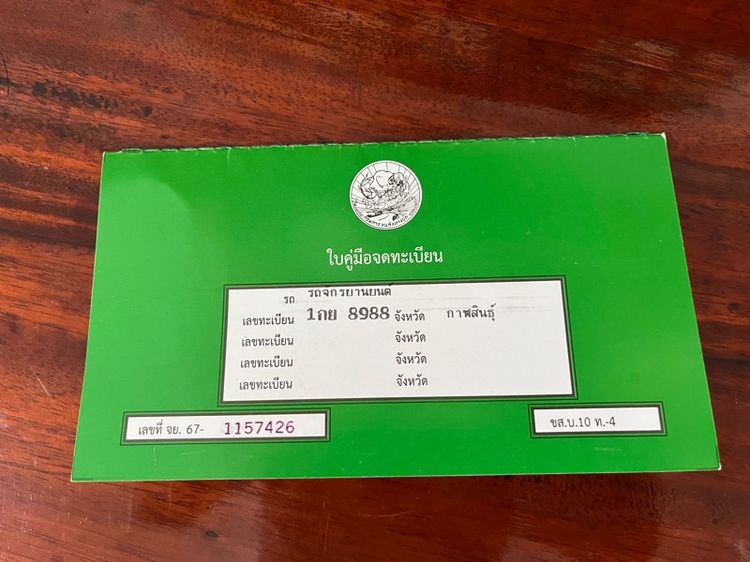 ใบคู่มือจดทะเบียน
รถ รถจักรยานยนต์
เลขทะเบียน 1กย 8988 จังหวัด กาฬสินธุ์
เลขทะเบียน จังหวัด
เลขทะเบียน จังหวัด
เลขทะเบียน จังหวัด
เลขที่ จย. 67- 1157426
ขส.บ.10 ท.-4